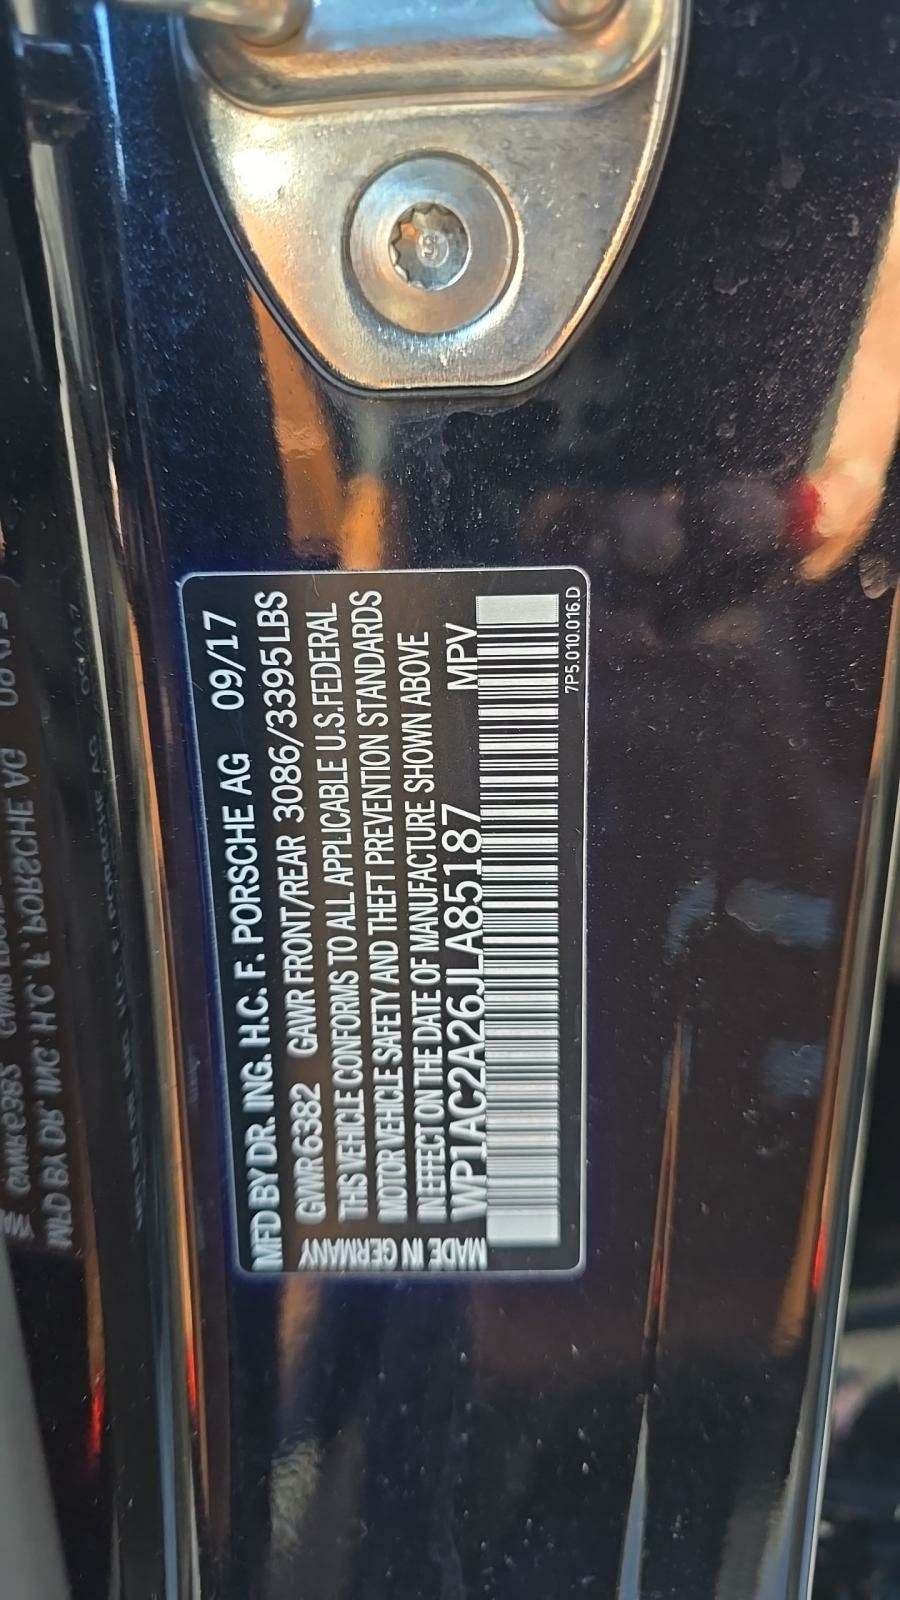 MFD BY DR. ING. H.C. F. PORSCHE AG 09/17
GVWR 6382 GAWR FRONT/REAR 3086/3395LBS
THIS VEHICLE CONFORMS TO ALL APPLICABLE U.S.FEDERAL
MOTOR VEHICLE SAFETY AND THEFT PREVENTION STANDARDS
IN EFFECT ON THE DATE OF MANUFACTURE SHOWN ABOVE
WP1AC2A26JLA85187 MPV
MADE IN GERMANY
7P5.010.016.D